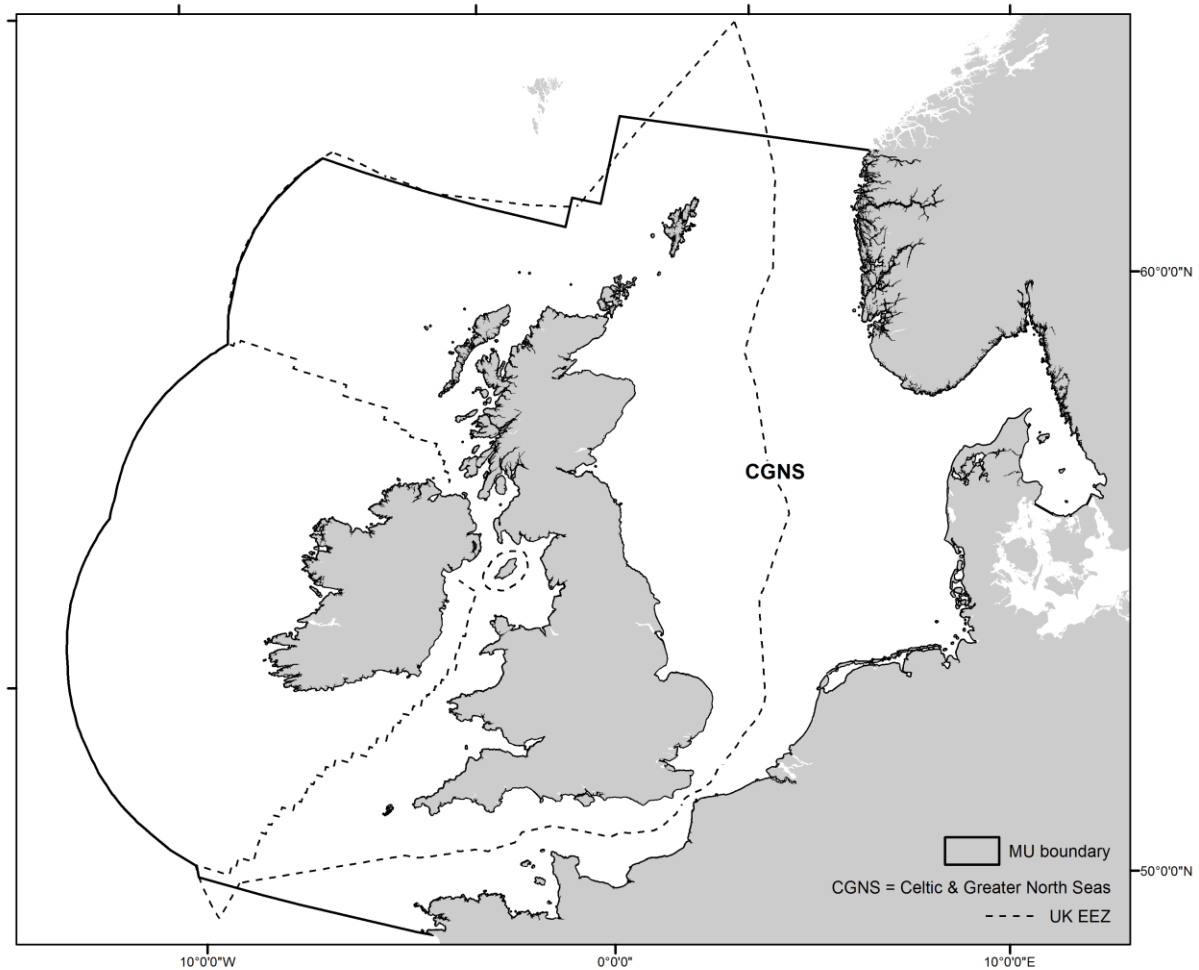 60°0'0"N
CGNS
MU boundary
CGNS = Celtic & Greater North Seas
50°0'0"N
UK EEZ
10°0'0"W
0°0'0"
10°0'0"E